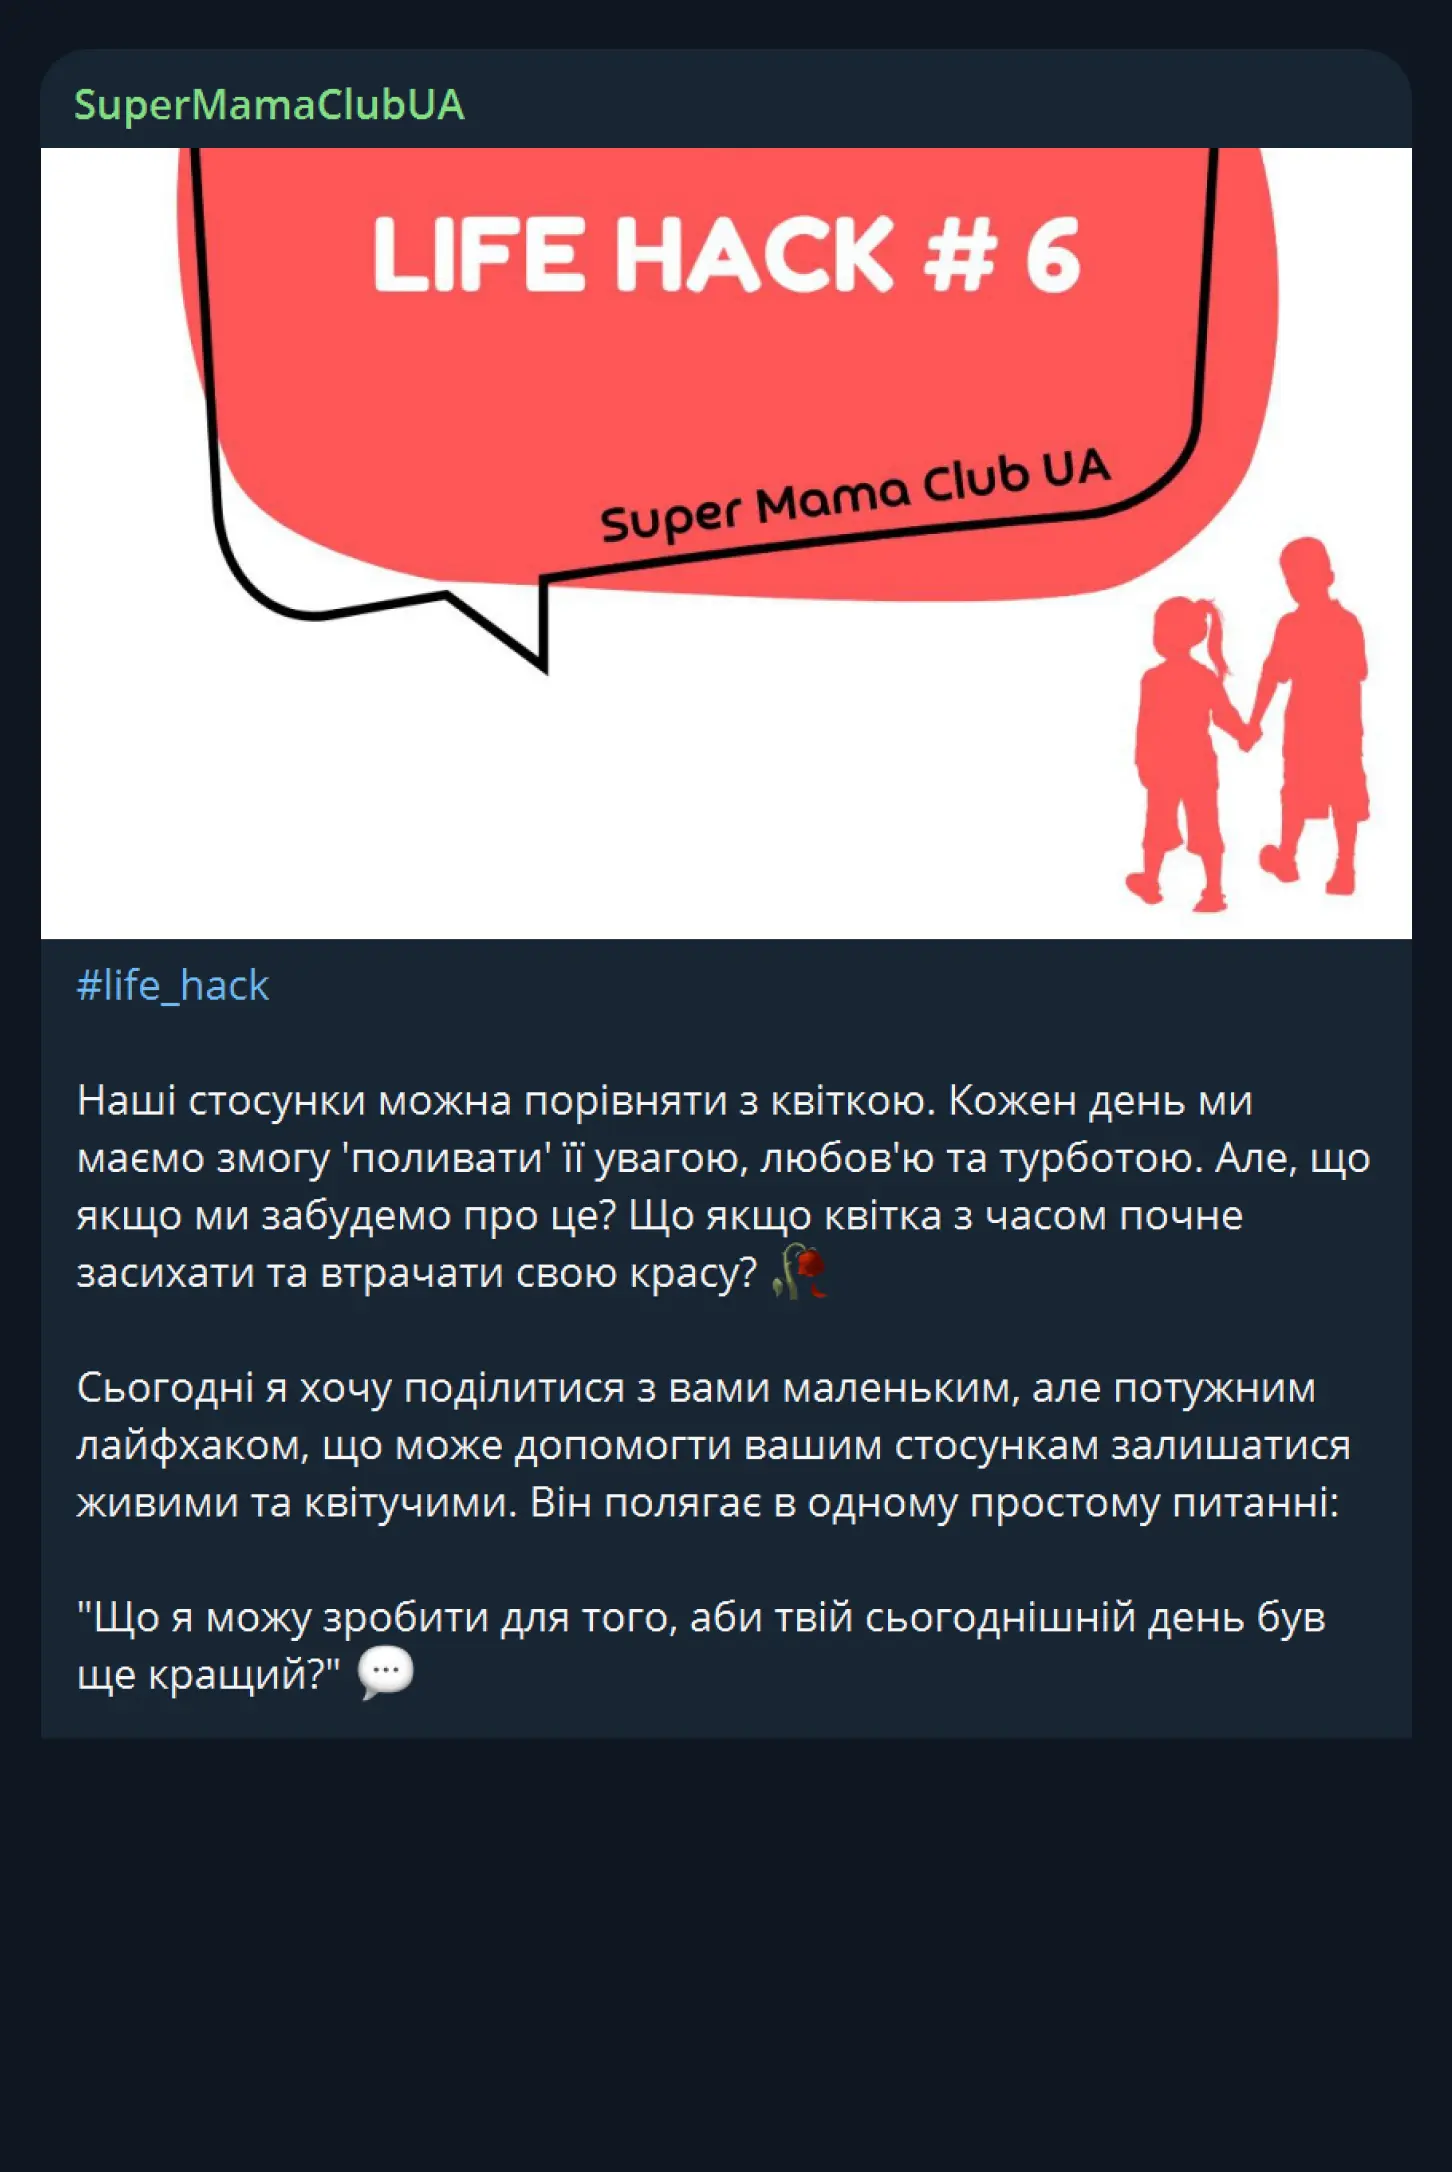 SuperMamaClubUA
LIFE HACK # 6
Super Mama Club UA
#life_hack
Наші стосунки можна порівняти з квіткою. Кожен день ми
маємо змогу 'поливати' її увагою, любов'ю та турботою. Але, що
якщо ми забудемо про це? Що якщо квітка з часом почне
засихати та втрачати свою красу? 🥀
Сьогодні я хочу поділитися з вами маленьким, але потужним
лайфхаком, що може допомогти вашим стосункам залишатися
живими та квітучими. Він полягає в одному простому питанні:
"Що я можу зробити для того, аби твій сьогоднішній день був
ще кращий?" 💬